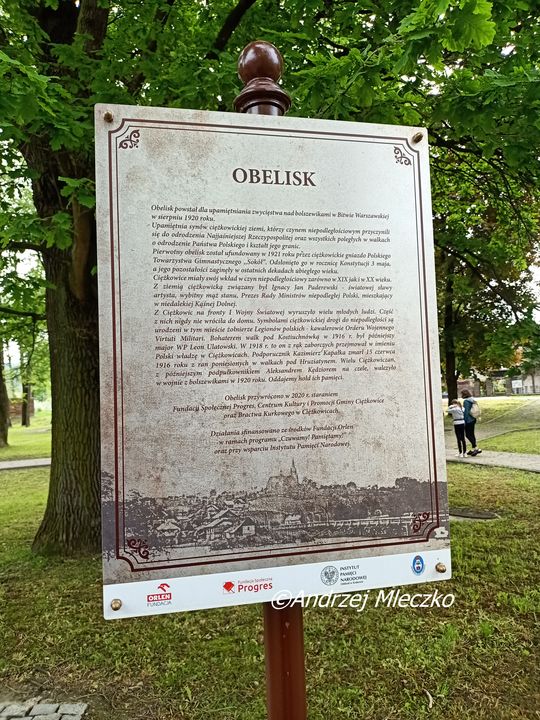 OBELISK
Obelisk powstał dla upamiętniania zwycięstwa nad bolszewikami w Bitwie Warszawskiej
w sierpniu 1920 roku.
Upamiętnia synów ciężkowickiej ziemi, którzy czynem niepodległościowym przyczynili
się do odrodzenia Najjaśniejszej Rzeczypospolitej oraz wszystkich poległych w walkach
o odrodzenie Państwa Polskiego i kształt jego granic.
Pierwotny obelisk został ufundowany w 1921 roku przez ciężkowickie gniazdo Polskiego
Towarzystwa Gimnastycznego „Sokół”. Odsłonięto go w rocznicę Konstytucji 3 maja,
a jego pozostałości zaginęły w ostatnich dekadach ubiegłego wieku.
Ciężkowice miały swój wkład w czyn niepodległościowy zarówno w XIX jak i w XX wieku.
Z ziemią ciężkowicką związany był Ignacy Jan Paderewski - światowej sławy
artysta, wybitny mąż stanu, Prezes Rady Ministrów niepodległej Polski, mieszkający
w niedalekiej Kąśnej Dolnej.
Z Ciężkowic na fronty I Wojny Światowej wyruszyło wielu młodych ludzi. Część
z nich nigdy nie wróciła do domu. Symbolami ciężkowickiej drogi do niepodległości są
urodzeni w tym mieście żołnierze Legionów polskich - kawalerowie Orderu Wojennego
Virtuti Militari. Bohaterem walk pod Kostiuchnówką w 1916 r. był późniejszy
major WP Leon Ulatowski. W 1918 r. to on z rąk zaborczych przejmował w imieniu
Polski władzę w Ciężkowicach. Podporucznik Kazimierz Kapałka zmarł 15 czerwca
1916 roku z ran poniesionych w walkach pod Hruziatynem. Wielu Ciężkowiczan,
z późniejszym podpułkownikiem Aleksandrem Kędziorem na czele, walczyło
w wojnie z bolszewikami w 1920 roku. Oddajemy hołd ich pamięci.
Obelisk przywrócono w 2020 r. staraniem
Fundacji Społecznej Progres, Centrum Kultury i Promocji Gminy Ciężkowice
oraz Bractwa Kurkowego w Ciężkowicach.
Działania sfinansowano ze środków Fundacji Orlen
w ramach programu „Czuwamy! Pamiętamy!”
oraz przy wsparciu Instytutu Pamięci Narodowej.
ORLEN
FUNDACJA
Fundacja Społeczna
Progres
INSTYTUT
PAMIĘCI
NARODOWEJ
©Andrzej Mleczko